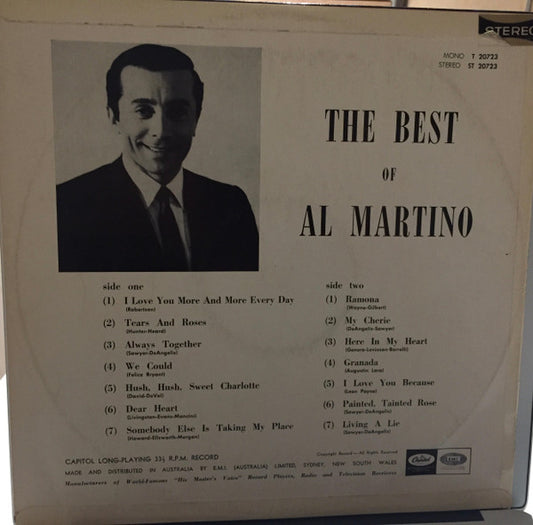 STEREO
MONO T 20723
STEREO ST 20723
THE BEST
OF
AL MARTINO
side one
(1) I Love You More And More Every Day
(Robertson)
(2) Tears And Roses
(Hunter-Heard)
(3) Always Together
(Sawyer-DeAngelis)
(4) We Could
(Felice Bryant)
(5) Hush, Hush, Sweet Charlotte
(David-DeVol)
(6) Dear Heart
(Livingston-Evans-Mancini)
(7) Somebody Else Is Taking My Place
(Howard-Ellsworth-Morgan)
side two
(1) Ramona
(Wayne-Gilbert)
(2) My Cherie
(DeAngelis-Sawyer)
(3) Here In My Heart
(Genaro-Levinson-Borrelli)
(4) Granada
(Augustin Lara)
(5) I Love You Because
(Leon Payne)
(6) Painted, Tainted Rose
(Sawyer-DeAngelis)
(7) Living A Lie
(Sawyer-DeAngelis)
Copyright Record — All Rights Reserved
CAPITOL LONG-PLAYING 33⅓ R.P.M. RECORD
MADE AND DISTRIBUTED IN AUSTRALIA BY E.M.I. (AUSTRALIA) LIMITED, SYDNEY, NEW SOUTH WALES
Manufacturers of World-Famous "His Master's Voice" Record Players, Radio and Television Receivers
Capitol
EMI